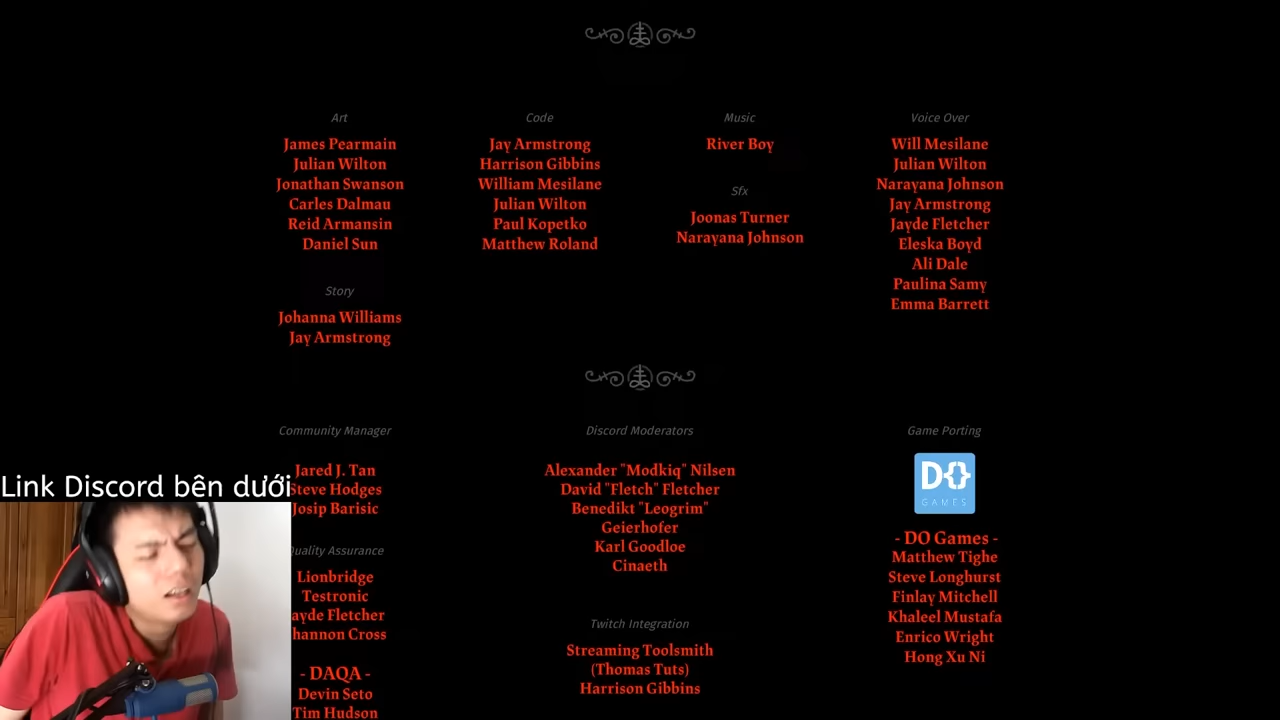 Art
James Pearmain
Julian Wilton
Jonathan Swanson
Carles Dalmau
Reid Armansin
Daniel Sun
Story
Johanna Williams
Jay Armstrong
Code
Jay Armstrong
Harrison Gibbins
William Mesilane
Julian Wilton
Paul Kopetko
Matthew Roland
Music
River Boy
Sfx
Joonas Turner
Narayana Johnson
Voice Over
Will Mesilane
Julian Wilton
Narayana Johnson
Jay Armstrong
Jayde Fletcher
Eleska Boyd
Ali Dale
Paulina Samy
Emma Barrett
Community Manager
Jared J. Tan
Steve Hodges
Josip Barisic
Quality Assurance
Lionbridge
Testronic
ayde Fletcher
hannon Cross
- DAQA -
Devin Seto
Tim Hudson
Discord Moderators
Alexander "Modkiq" Nilsen
David "Fletch" Fletcher
Benedikt "Leogrim"
Geierhofer
Karl Goodloe
Cinaeth
Twitch Integration
Streaming Toolsmith
(Thomas Tuts)
Harrison Gibbins
Game Porting
DO
GAMES
- DO Games -
Matthew Tighe
Steve Longhurst
Finlay Mitchell
Khaleel Mustafa
Enrico Wright
Hong Xu Ni
Link Discord bên dưới